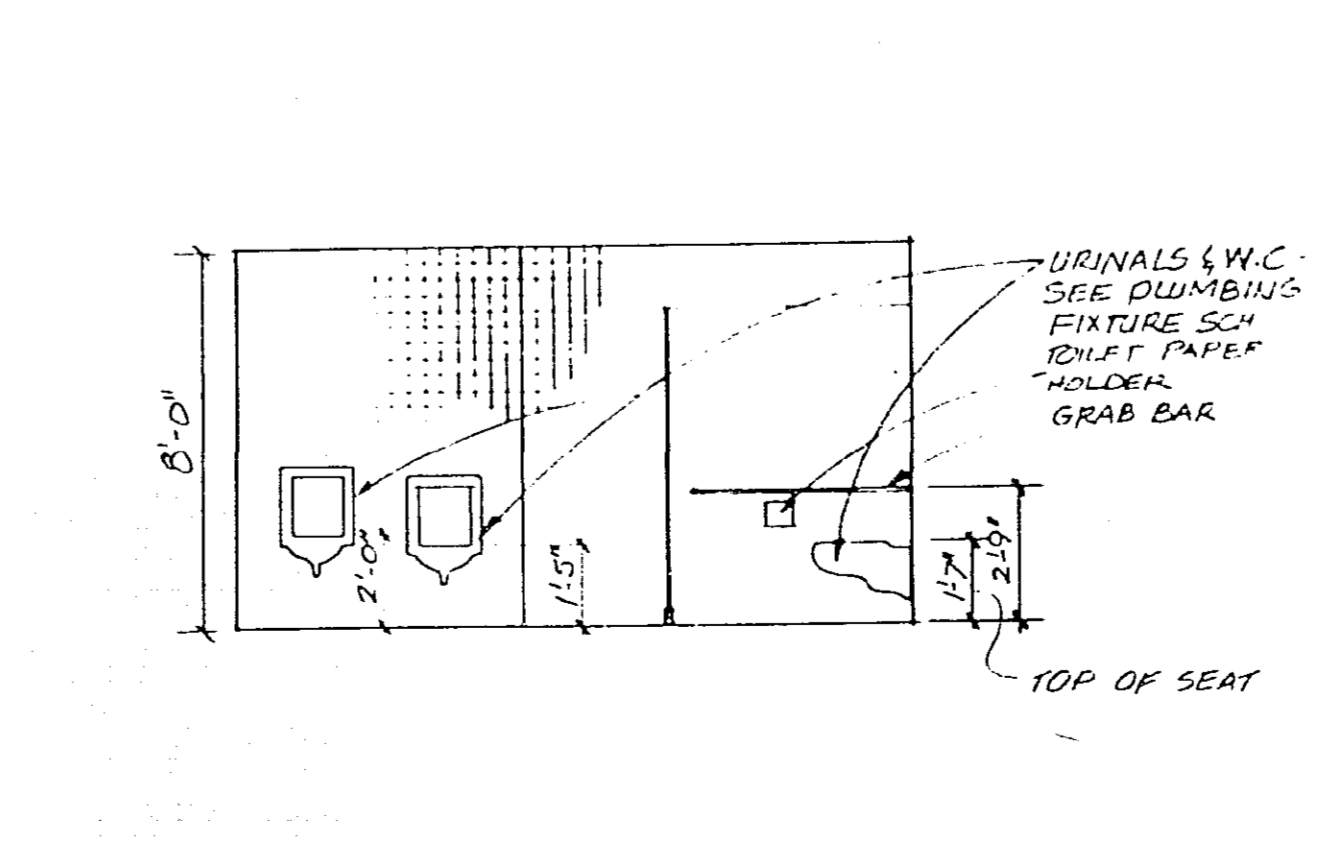 URINALS & W.C.
SEE PLUMBING
FIXTURE SCH
TOILET PAPER
HOLDER
GRAB BAR
8'-0"
2'-0"
1'-5"
1'-7"
2'-9"
TOP OF SEAT